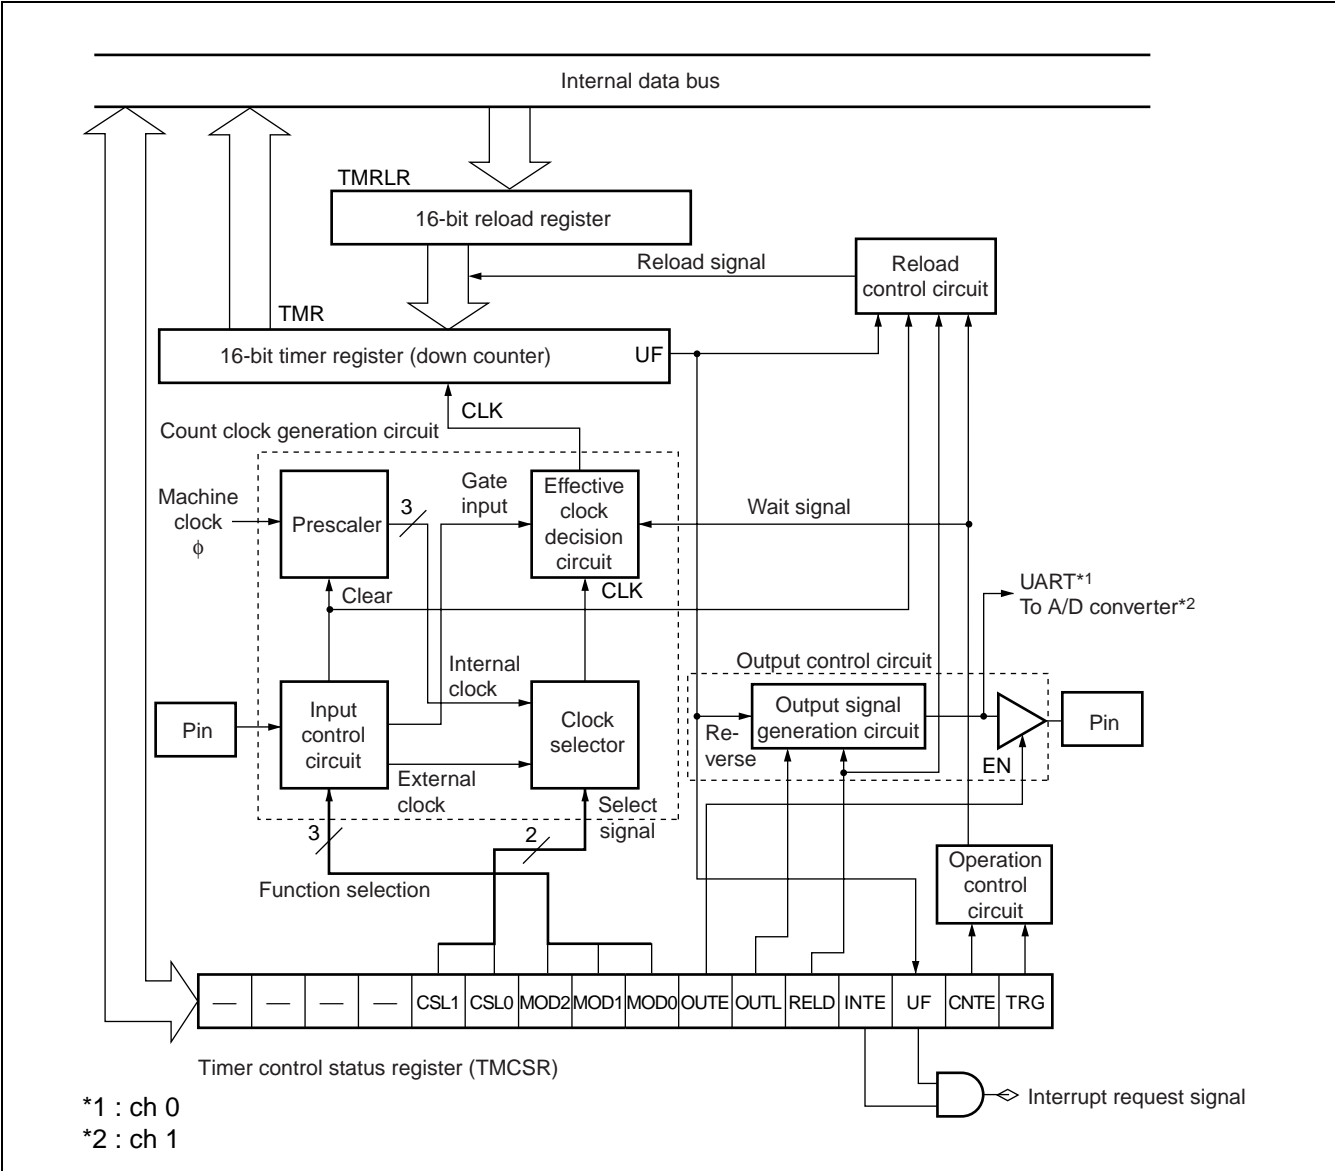 Internal data bus
TMRLR
16-bit reload register
Reload signal
Reload
control circuit
TMR
16-bit timer register (down counter)
UF
CLK
Count clock generation circuit
Machine
clock
ϕ
Prescaler
3
Gate
input
Effective
clock
decision
circuit
Wait signal
CLK
Clear
UART*1
To A/D converter*2
Output control circuit
Internal
clock
Pin
Input
control
circuit
Clock
selector
Output signal
generation circuit
Re-
verse
EN
Pin
External
clock
Select
signal
3
2
Function selection
Operation
control
circuit
— — — — CSL1 CSL0 MOD2 MOD1 MOD0 OUTE OUTL RELD INTE UF CNTE TRG
Timer control status register (TMCSR)
Interrupt request signal
*1 : ch 0
*2 : ch 1